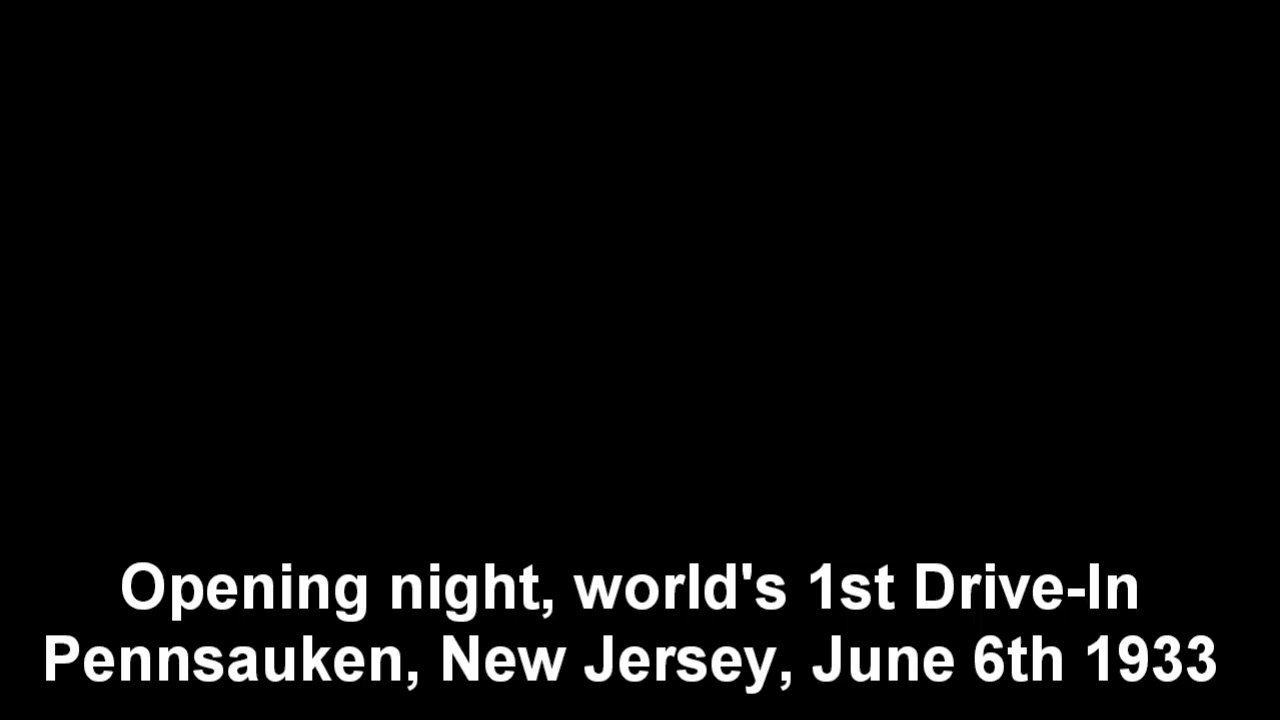 Opening night, world's 1st Drive-In
Pennsauken, New Jersey, June 6th 1933